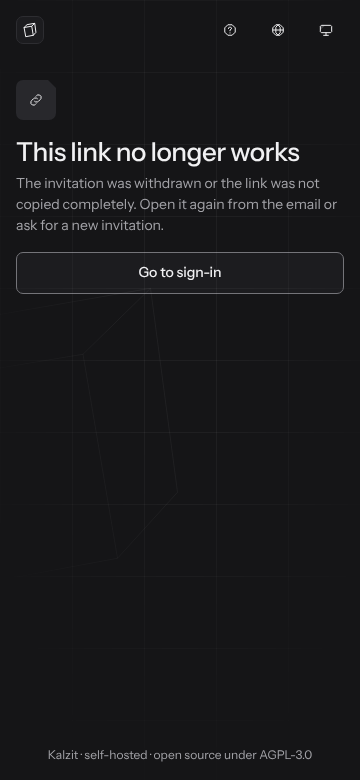 This link no longer works
The invitation was withdrawn or the link was not
copied completely. Open it again from the email or
ask for a new invitation.
Go to sign-in
Kalzit · self-hosted · open source under AGPL-3.0